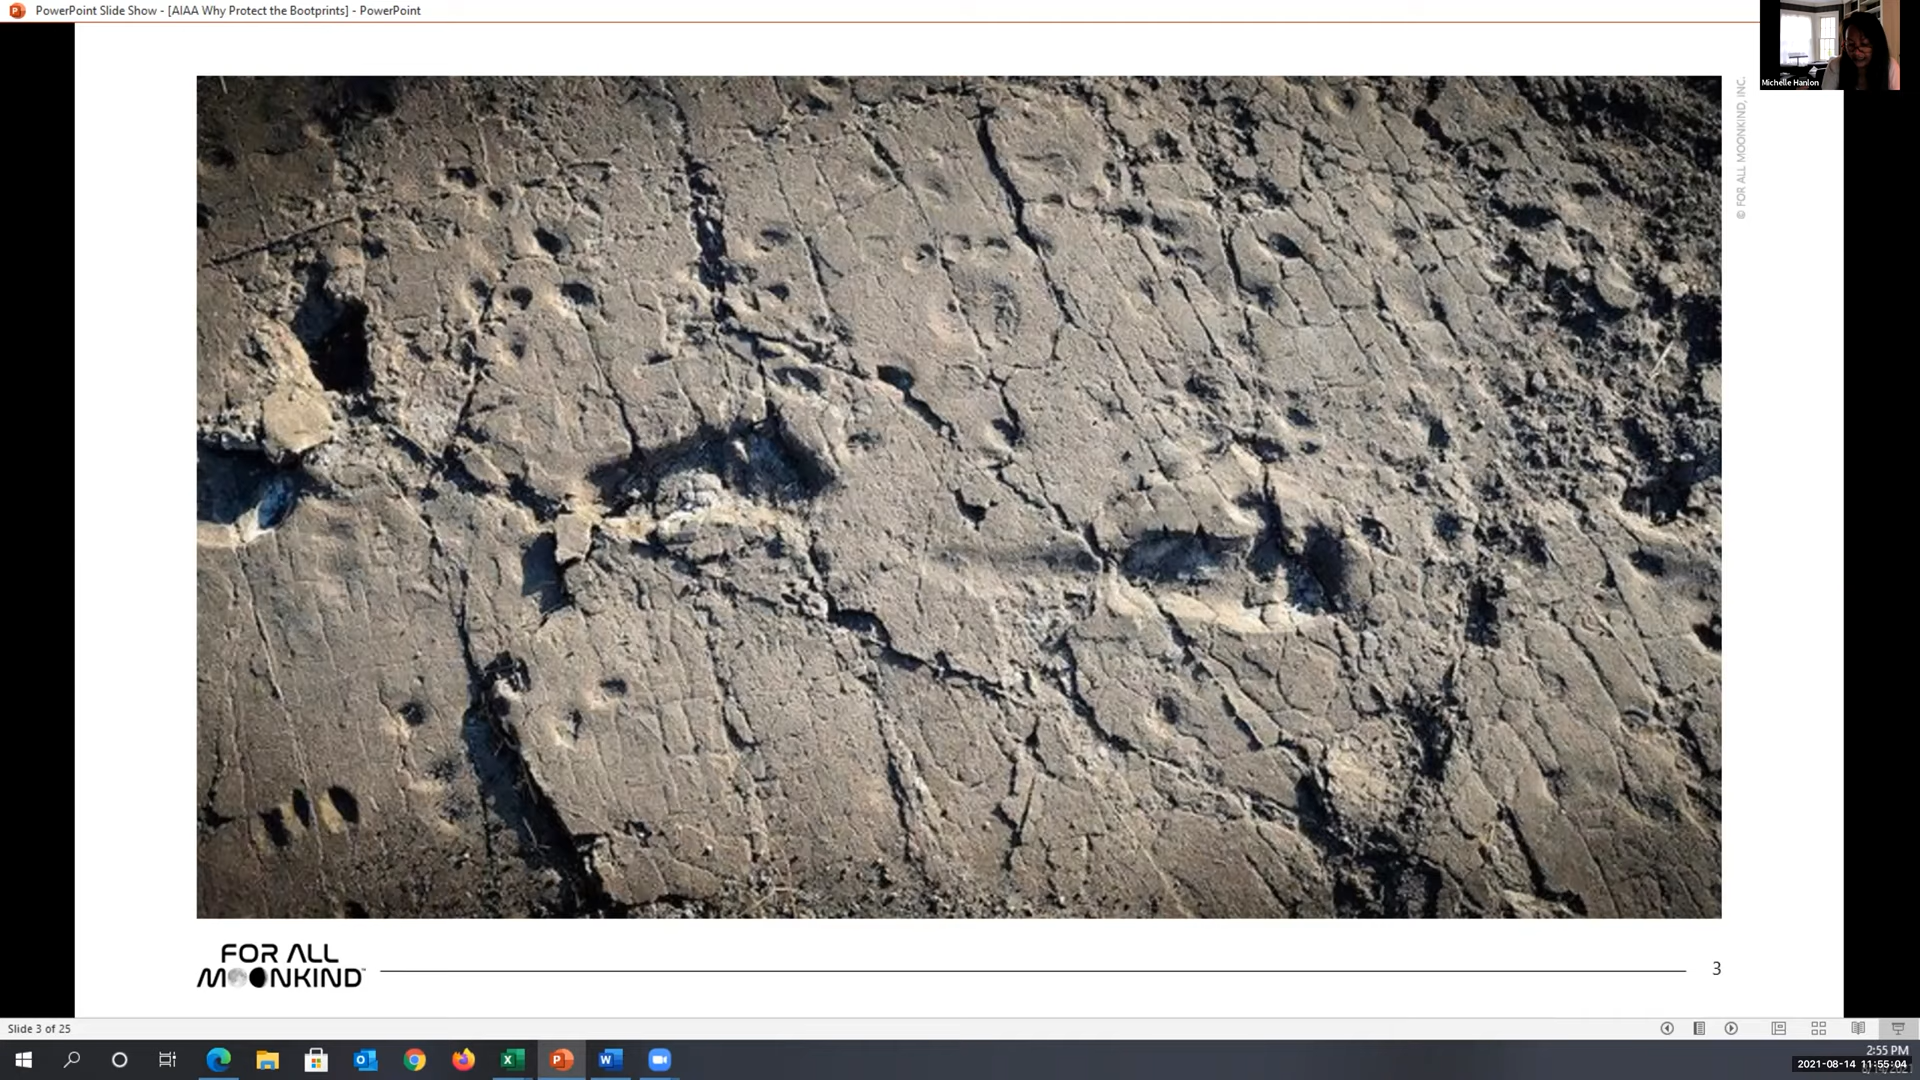 PowerPoint Slide Show - [AIAA Why Protect the Bootprints] - PowerPoint
Michelle Hanlon
© FOR ALL MOONKIND, INC.
FOR ALL
MOONKIND
3
Slide 3 of 25
2:55 PM
2021-08-14 11:55:04